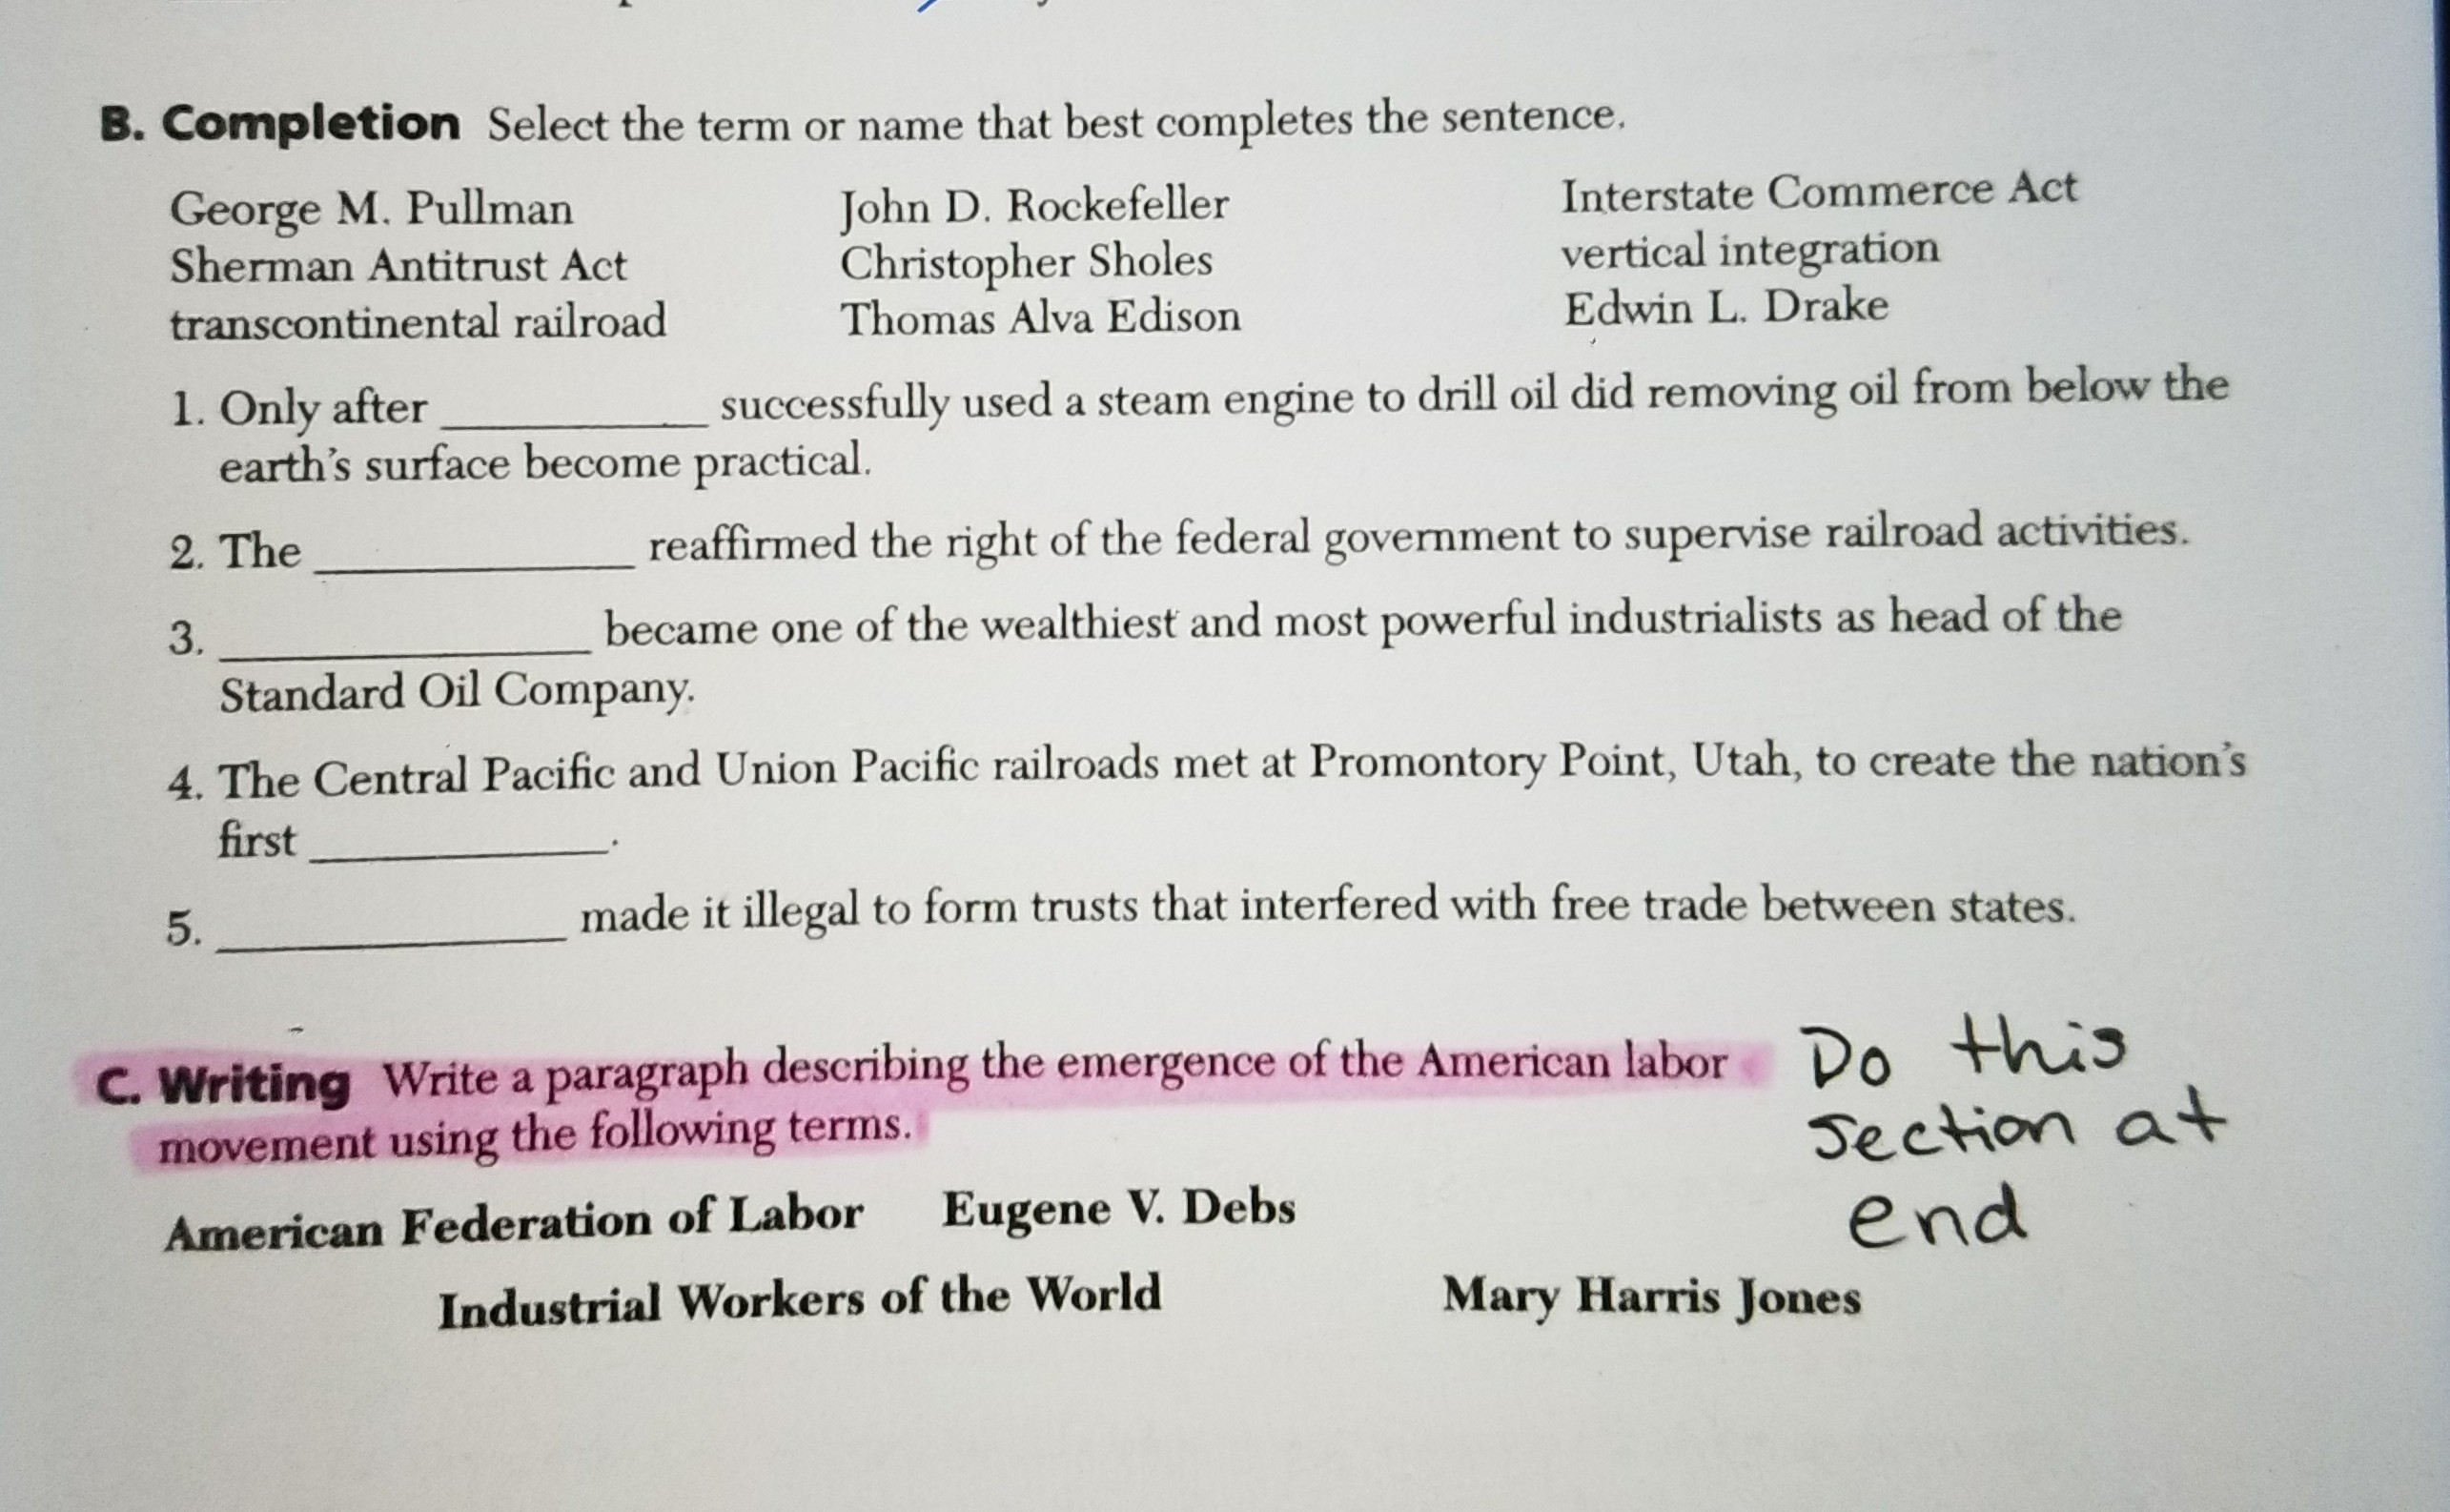 B. Completion Select the term or name that best completes the sentence.
George M. Pullman John D. Rockefeller Interstate Commerce Act
Sherman Antitrust Act Christopher Sholes vertical integration
transcontinental railroad Thomas Alva Edison Edwin L. Drake
1. Only after __________ successfully used a steam engine to drill oil did removing oil from below the
earth's surface become practical.
2. The __________ reaffirmed the right of the federal government to supervise railroad activities.
3. __________ became one of the wealthiest and most powerful industrialists as head of the
Standard Oil Company.
4. The Central Pacific and Union Pacific railroads met at Promontory Point, Utah, to create the nation's
first __________.
5. __________ made it illegal to form trusts that interfered with free trade between states.
C. Writing Write a paragraph describing the emergence of the American labor
movement using the following terms.
Do this
section at
end
American Federation of Labor Eugene V. Debs
Industrial Workers of the World Mary Harris Jones